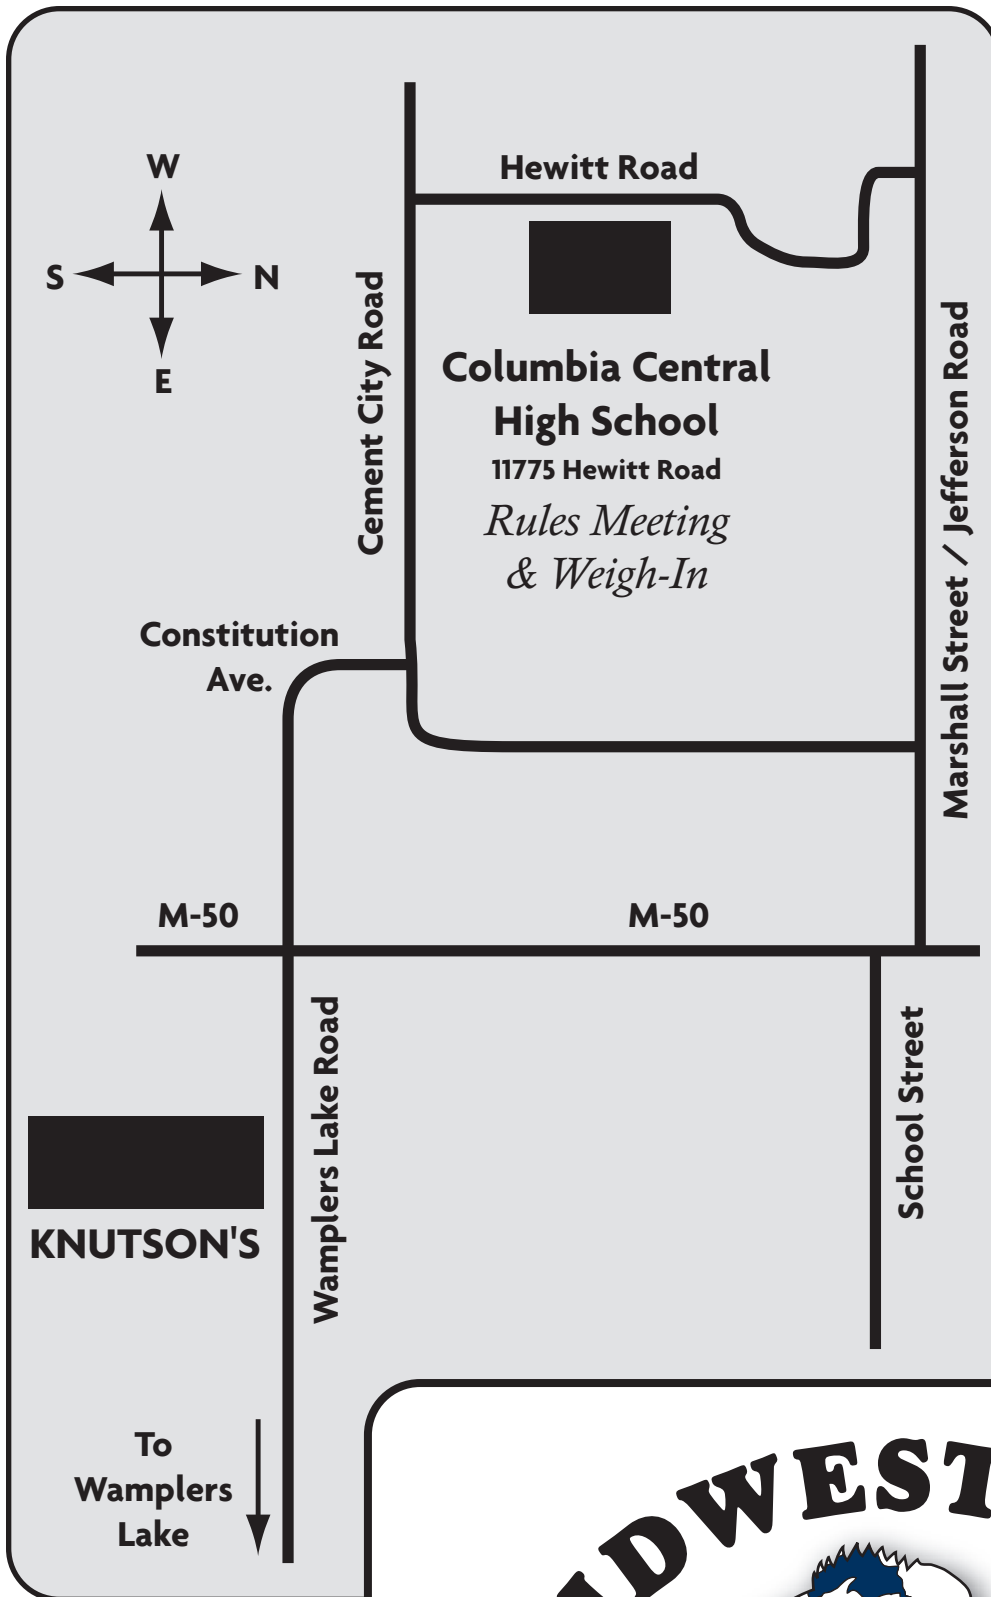 W
S
N
E
Hewitt Road
Cement City Road
Columbia Central
High School
11775 Hewitt Road
Rules Meeting
& Weigh-In
Marshall Street / Jefferson Road
Constitution
Ave.
M-50
M-50
Wamplers Lake Road
School Street
KNUTSON'S
To
Wamplers
Lake